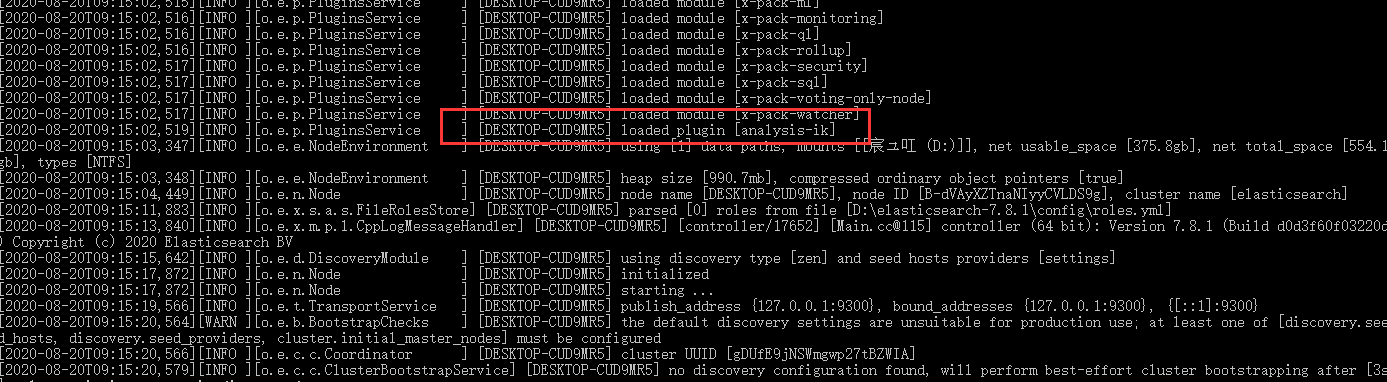 [2020-08-20T09:15:02,515][INFO ][o.e.p.PluginsService     ] [DESKTOP-CUD9MR5] loaded module [x-pack-ml]
[2020-08-20T09:15:02,516][INFO ][o.e.p.PluginsService     ] [DESKTOP-CUD9MR5] loaded module [x-pack-monitoring]
[2020-08-20T09:15:02,516][INFO ][o.e.p.PluginsService     ] [DESKTOP-CUD9MR5] loaded module [x-pack-ql]
[2020-08-20T09:15:02,516][INFO ][o.e.p.PluginsService     ] [DESKTOP-CUD9MR5] loaded module [x-pack-rollup]
[2020-08-20T09:15:02,517][INFO ][o.e.p.PluginsService     ] [DESKTOP-CUD9MR5] loaded module [x-pack-security]
[2020-08-20T09:15:02,517][INFO ][o.e.p.PluginsService     ] [DESKTOP-CUD9MR5] loaded module [x-pack-sql]
[2020-08-20T09:15:02,517][INFO ][o.e.p.PluginsService     ] [DESKTOP-CUD9MR5] loaded module [x-pack-voting-only-node]
[2020-08-20T09:15:02,517][INFO ][o.e.p.PluginsService     ] [DESKTOP-CUD9MR5] loaded module [x-pack-watcher]
[2020-08-20T09:15:02,519][INFO ][o.e.p.PluginsService     ] [DESKTOP-CUD9MR5] loaded plugin [analysis-ik]
[2020-08-20T09:15:03,347][INFO ][o.e.e.NodeEnvironment    ] [DESKTOP-CUD9MR5] using [1] data paths, mounts [[宸ュ叿 (D:)]], net usable_space [375.8gb], net total_space [554.1
gb], types [NTFS]
[2020-08-20T09:15:03,348][INFO ][o.e.e.NodeEnvironment    ] [DESKTOP-CUD9MR5] heap size [990.7mb], compressed ordinary object pointers [true]
[2020-08-20T09:15:04,449][INFO ][o.e.n.Node               ] [DESKTOP-CUD9MR5] node name [DESKTOP-CUD9MR5], node ID [B-dVAyXZTnaNIyyCVLDS9g], cluster name [elasticsearch]
[2020-08-20T09:15:11,883][INFO ][o.e.x.s.a.s.FileRolesStore] [DESKTOP-CUD9MR5] parsed [0] roles from file [D:\elasticsearch-7.8.1\config\roles.yml]
[2020-08-20T09:15:13,840][INFO ][o.e.x.m.p.l.CppLogMessageHandler] [DESKTOP-CUD9MR5] [controller/17652] [Main.cc@115] controller (64 bit): Version 7.8.1 (Build d0d3f60f03220d
) Copyright (c) 2020 Elasticsearch BV
[2020-08-20T09:15:15,642][INFO ][o.e.d.DiscoveryModule    ] [DESKTOP-CUD9MR5] using discovery type [zen] and seed hosts providers [settings]
[2020-08-20T09:15:17,872][INFO ][o.e.n.Node               ] [DESKTOP-CUD9MR5] initialized
[2020-08-20T09:15:17,872][INFO ][o.e.n.Node               ] [DESKTOP-CUD9MR5] starting ...
[2020-08-20T09:15:19,566][INFO ][o.e.t.TransportService   ] [DESKTOP-CUD9MR5] publish_address {127.0.0.1:9300}, bound_addresses {127.0.0.1:9300}, {[::1]:9300}
[2020-08-20T09:15:20,564][WARN ][o.e.b.BootstrapChecks    ] [DESKTOP-CUD9MR5] the default discovery settings are unsuitable for production use; at least one of [discovery.see
d_hosts, discovery.seed_providers, cluster.initial_master_nodes] must be configured
[2020-08-20T09:15:20,566][INFO ][o.e.c.c.Coordinator      ] [DESKTOP-CUD9MR5] cluster UUID [gDUfE9jNSWmgwp27tBZWIA]
[2020-08-20T09:15:20,579][INFO ][o.e.c.c.ClusterBootstrapService] [DESKTOP-CUD9MR5] no discovery configuration found, will perform best-effort cluster bootstrapping after [3s